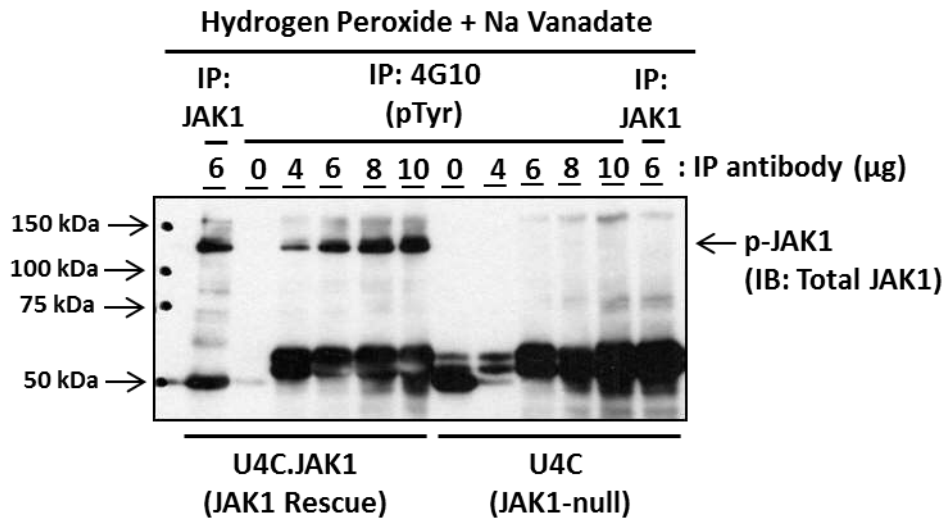 Hydrogen Peroxide + Na Vanadate
IP:
JAK1
IP: 4G10
(pTyr)
IP:
JAK1
6 0 4 6 8 10 0 4 6 8 10 6 : IP antibody (µg)
150 kDa
100 kDa
75 kDa
50 kDa
p-JAK1
(IB: Total JAK1)
U4C.JAK1
(JAK1 Rescue)
U4C
(JAK1-null)